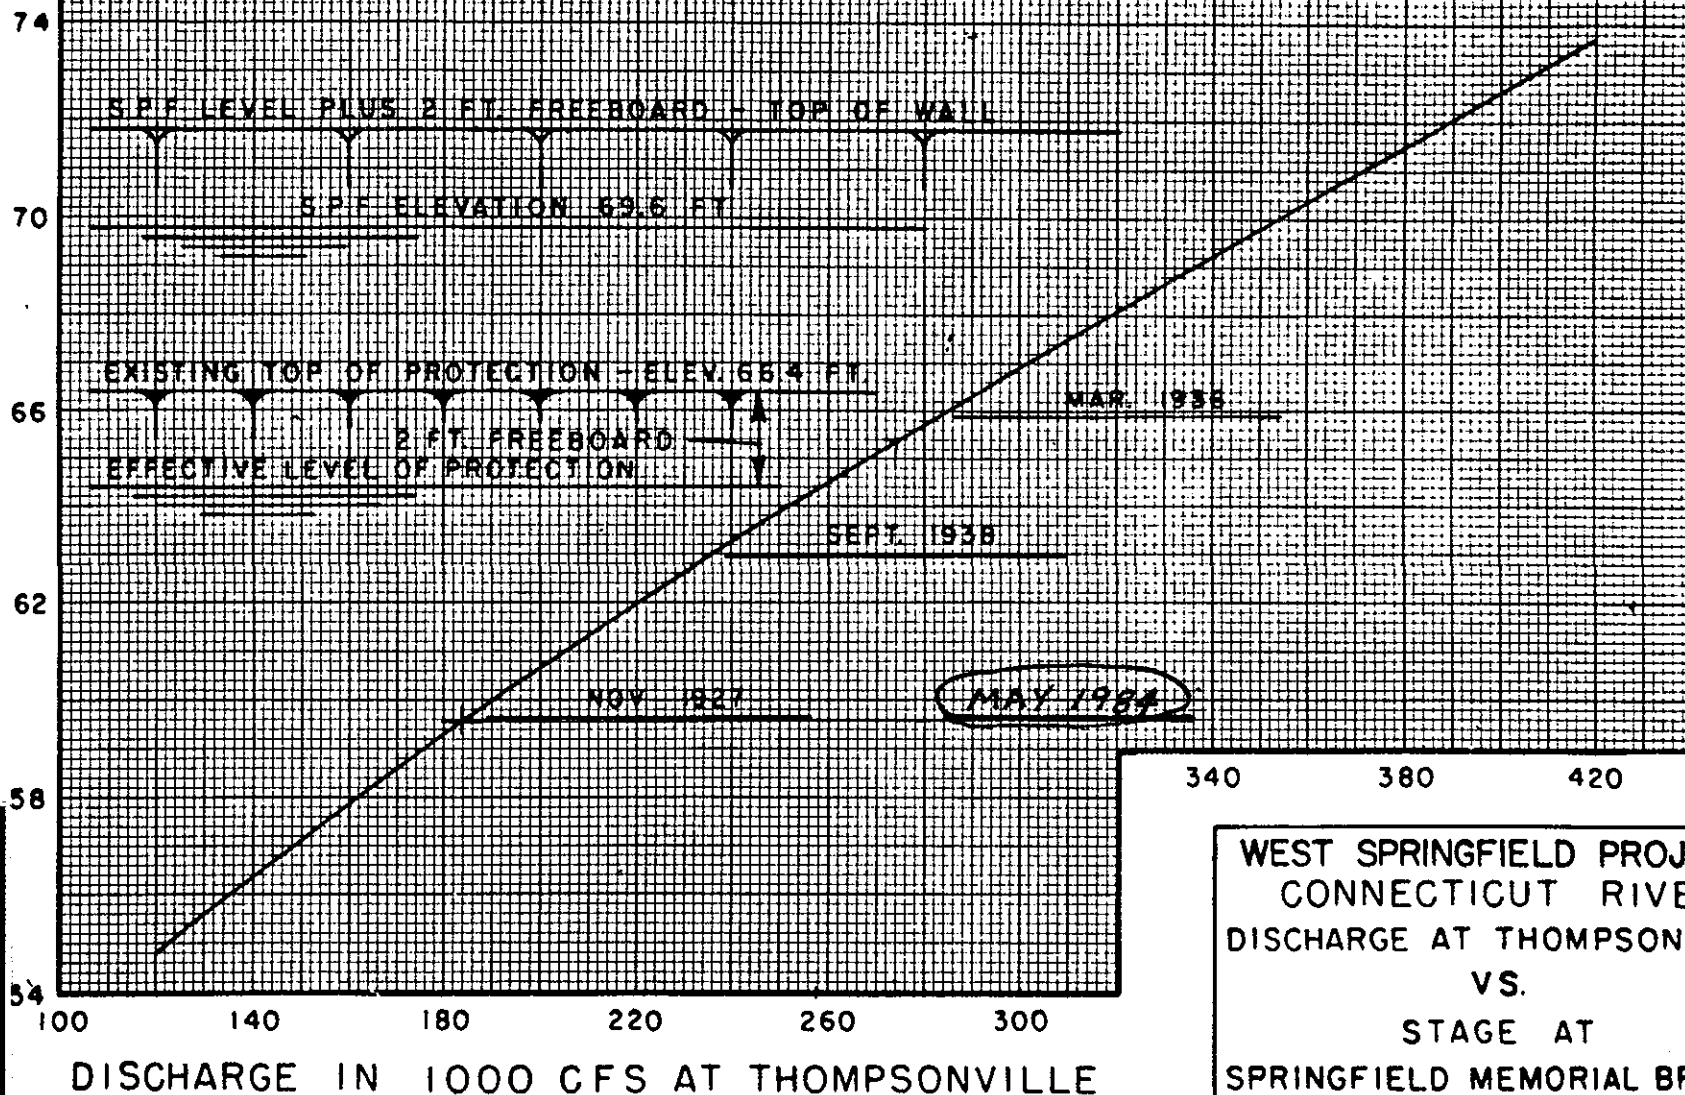 74
S.P.F. LEVEL PLUS 2 FT. FREEBOARD - TOP OF WALL
S.P.F. ELEVATION 69.6 FT.
70
EXISTING TOP OF PROTECTION - ELEV. 66.4 FT.
MAR. 1936
66
2 FT. FREEBOARD
EFFECTIVE LEVEL OF PROTECTION
SEPT. 1938
62
NOV. 1927
MAY 1984
58
54
100 140 180 220 260 300
340 380 420
DISCHARGE IN 1000 CFS AT THOMPSONVILLE
WEST SPRINGFIELD PROJ
CONNECTICUT RIVE
DISCHARGE AT THOMPSON
VS.
STAGE AT
SPRINGFIELD MEMORIAL BR